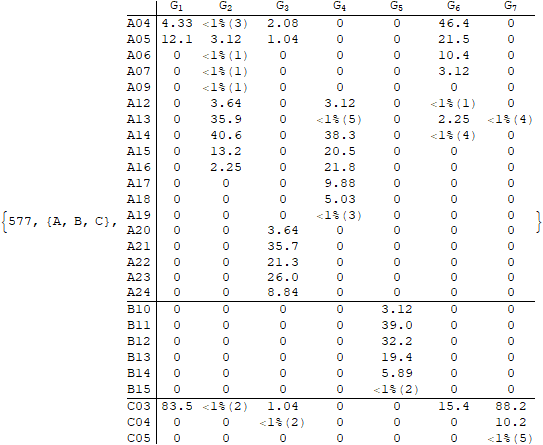 G1 G2 G3 G4 G5 G6 G7
A04 4.33 <1%(3) 2.08 0 0 46.4 0
A05 12.1 3.12 1.04 0 0 21.5 0
A06 0 <1%(1) 0 0 0 10.4 0
A07 0 <1%(1) 0 0 0 3.12 0
A09 0 <1%(1) 0 0 0 0 0
A12 0 3.64 0 3.12 0 <1%(1) 0
A13 0 35.9 0 <1%(5) 0 2.25 <1%(4)
A14 0 40.6 0 38.3 0 <1%(4) 0
A15 0 13.2 0 20.5 0 0 0
A16 0 2.25 0 21.8 0 0 0
A17 0 0 0 9.88 0 0 0
A18 0 0 0 5.03 0 0 0
{577, {A, B, C}, A19 0 0 0 <1%(3) 0 0 0 }
A20 0 0 3.64 0 0 0 0
A21 0 0 35.7 0 0 0 0
A22 0 0 21.3 0 0 0 0
A23 0 0 26.0 0 0 0 0
A24 0 0 8.84 0 0 0 0
B10 0 0 0 0 3.12 0 0
B11 0 0 0 0 39.0 0 0
B12 0 0 0 0 32.2 0 0
B13 0 0 0 0 19.4 0 0
B14 0 0 0 0 5.89 0 0
B15 0 0 0 0 <1%(2) 0 0
C03 83.5 <1%(2) 1.04 0 0 15.4 88.2
C04 0 0 <1%(2) 0 0 0 10.2
C05 0 0 0 0 0 0 <1%(5)